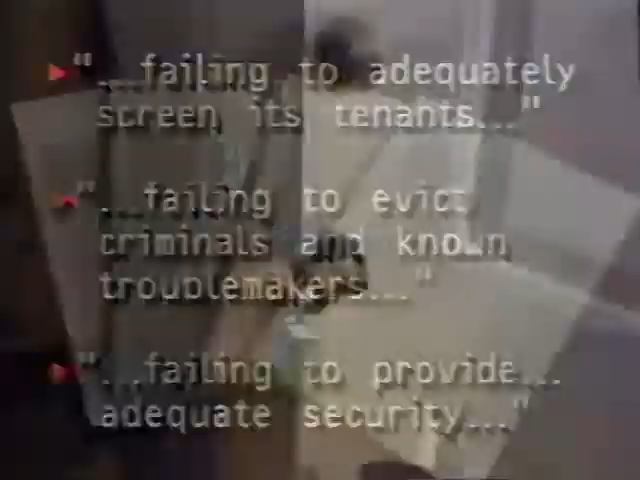 "...failing to adequately
screen its tenants..."
"...failing to evict
criminals and known
troublemakers..."
"...failing to provide...
adequate security..."